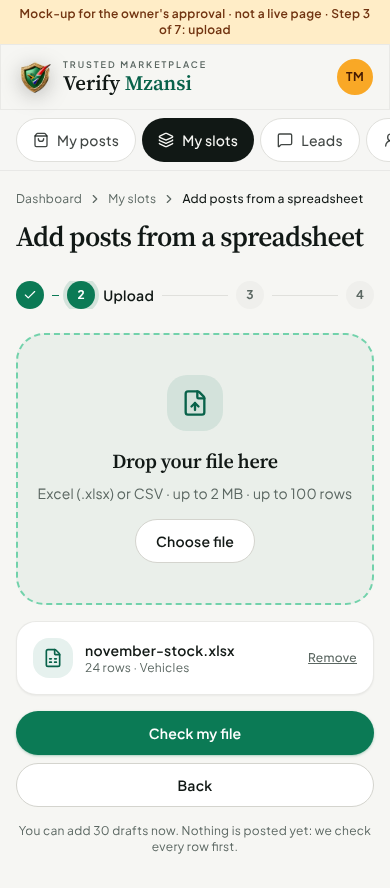 Mock-up for the owner's approval · not a live page · Step 3
of 7: upload
TRUSTED MARKETPLACE
Verify Mzansi
TM
My posts
My slots
Leads
Dashboard > My slots > Add posts from a spreadsheet
Add posts from a spreadsheet
2 Upload 3 4
Drop your file here
Excel (.xlsx) or CSV · up to 2 MB · up to 100 rows
Choose file
november-stock.xlsx
24 rows · Vehicles
Remove
Check my file
Back
You can add 30 drafts now. Nothing is posted yet: we check
every row first.